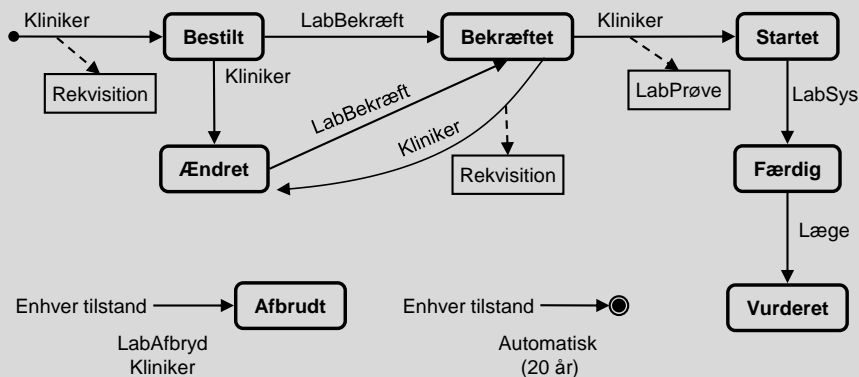 Kliniker
Bestilt
LabBekræft
Bekræftet
Kliniker
Startet
Rekvisition
Kliniker
LabBekræft
Kliniker
LabPrøve
LabSys
Ændret
Rekvisition
Færdig
Læge
Enhver tilstand
Afbrudt
Enhver tilstand
Vurderet
LabAfbryd
Kliniker
Automatisk
(20 år)